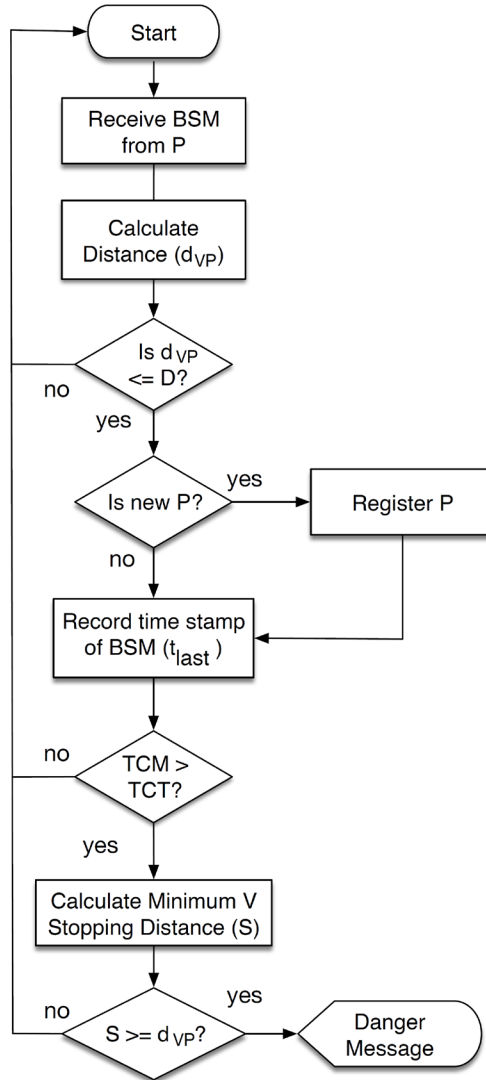 Start
Receive BSM
from P
Calculate
Distance (dVP)
Is dVP
<= D?
no
yes
Is new P?
yes
Register P
no
Record time stamp
of BSM (tlast )
no
TCM >
TCT?
yes
Calculate Minimum V
Stopping Distance (S)
no
S >= dVP?
yes
Danger
Message